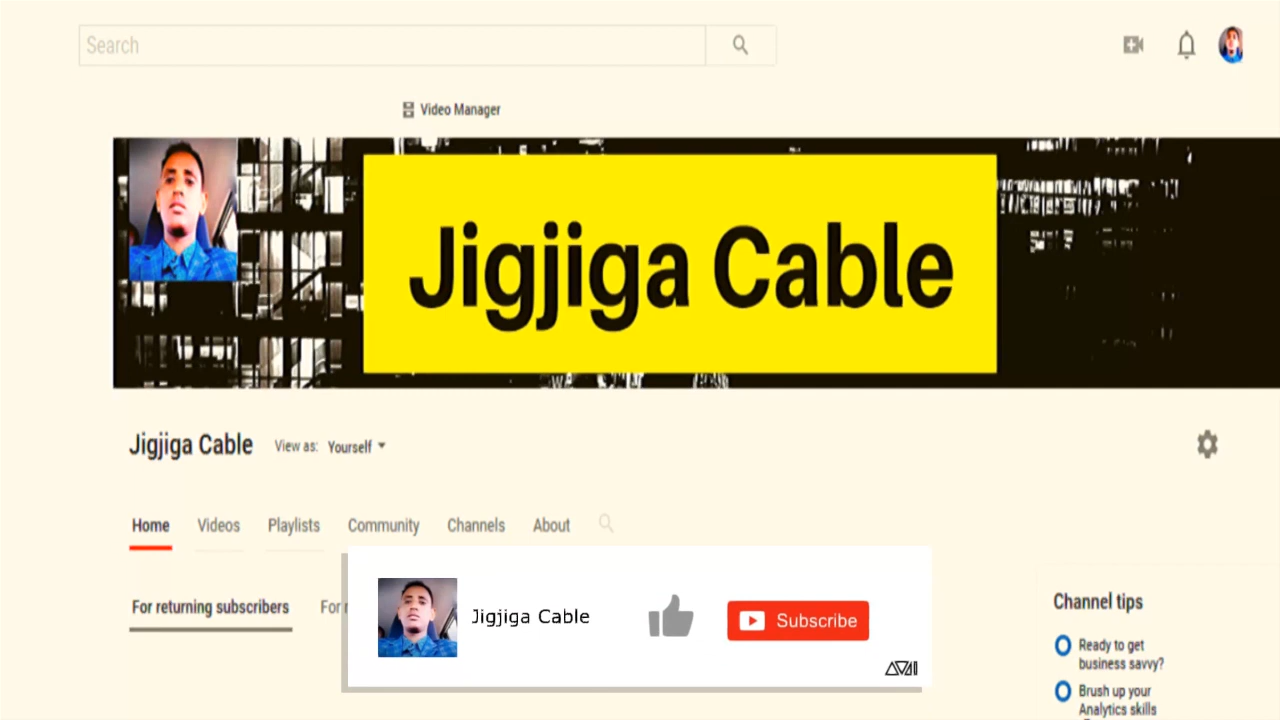 Search
Video Manager
Jigjiga Cable
Jigjiga Cable View as: Yourself
Home Videos Playlists Community Channels About
For returning subscribers For
Jigjiga Cable Subscribe
Channel tips
Ready to get
business savvy?
Brush up your
Analytics skills